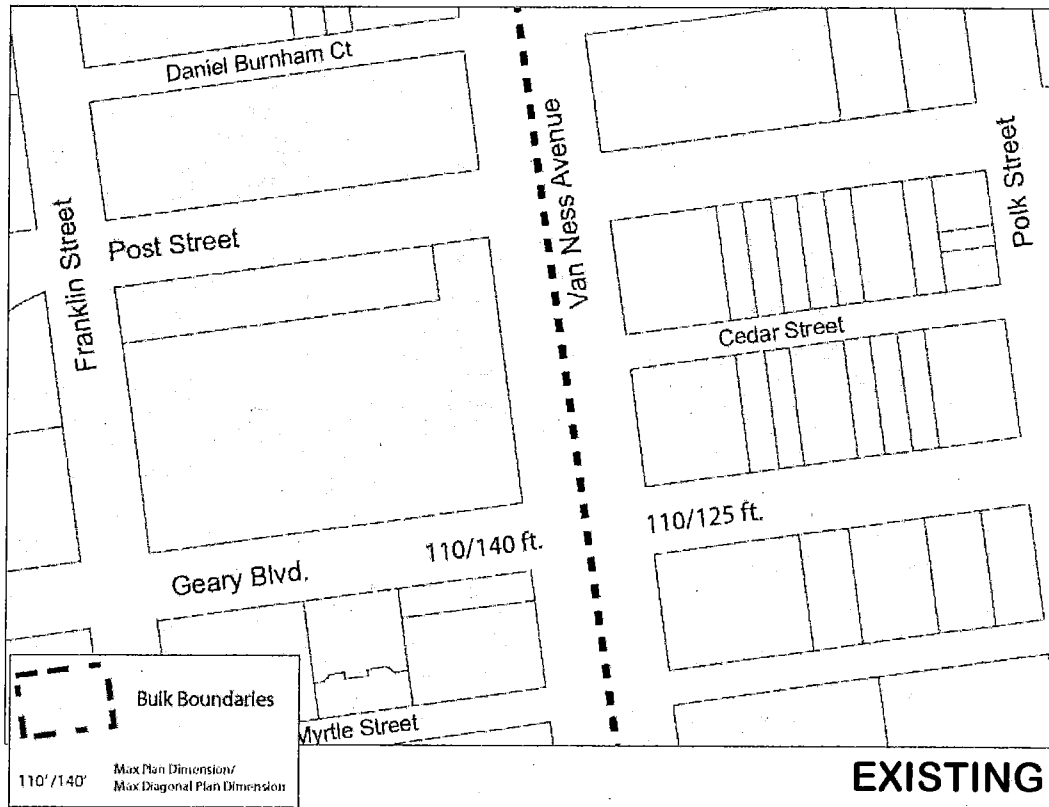 Daniel Burnham Ct
Franklin Street
Post Street
Van Ness Avenue
Polk Street
Cedar Street
110/125 ft.
110/140 ft.
Geary Blvd.
Myrtle Street
Bulk Boundaries
110'/140'
Max Plan Dimension/
Max Diagonal Plan Dimension
EXISTING